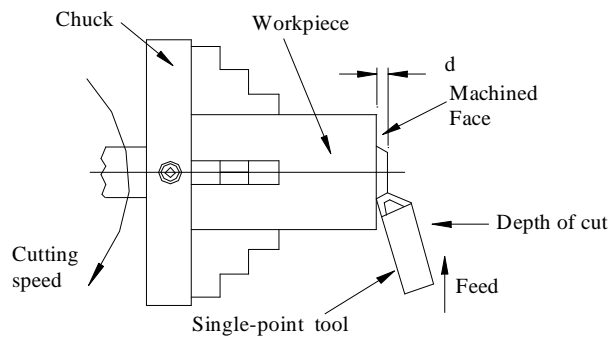 Chuck
Workpiece
d
Machined
Face
Depth of cut
Cutting
speed
Feed
Single-point tool